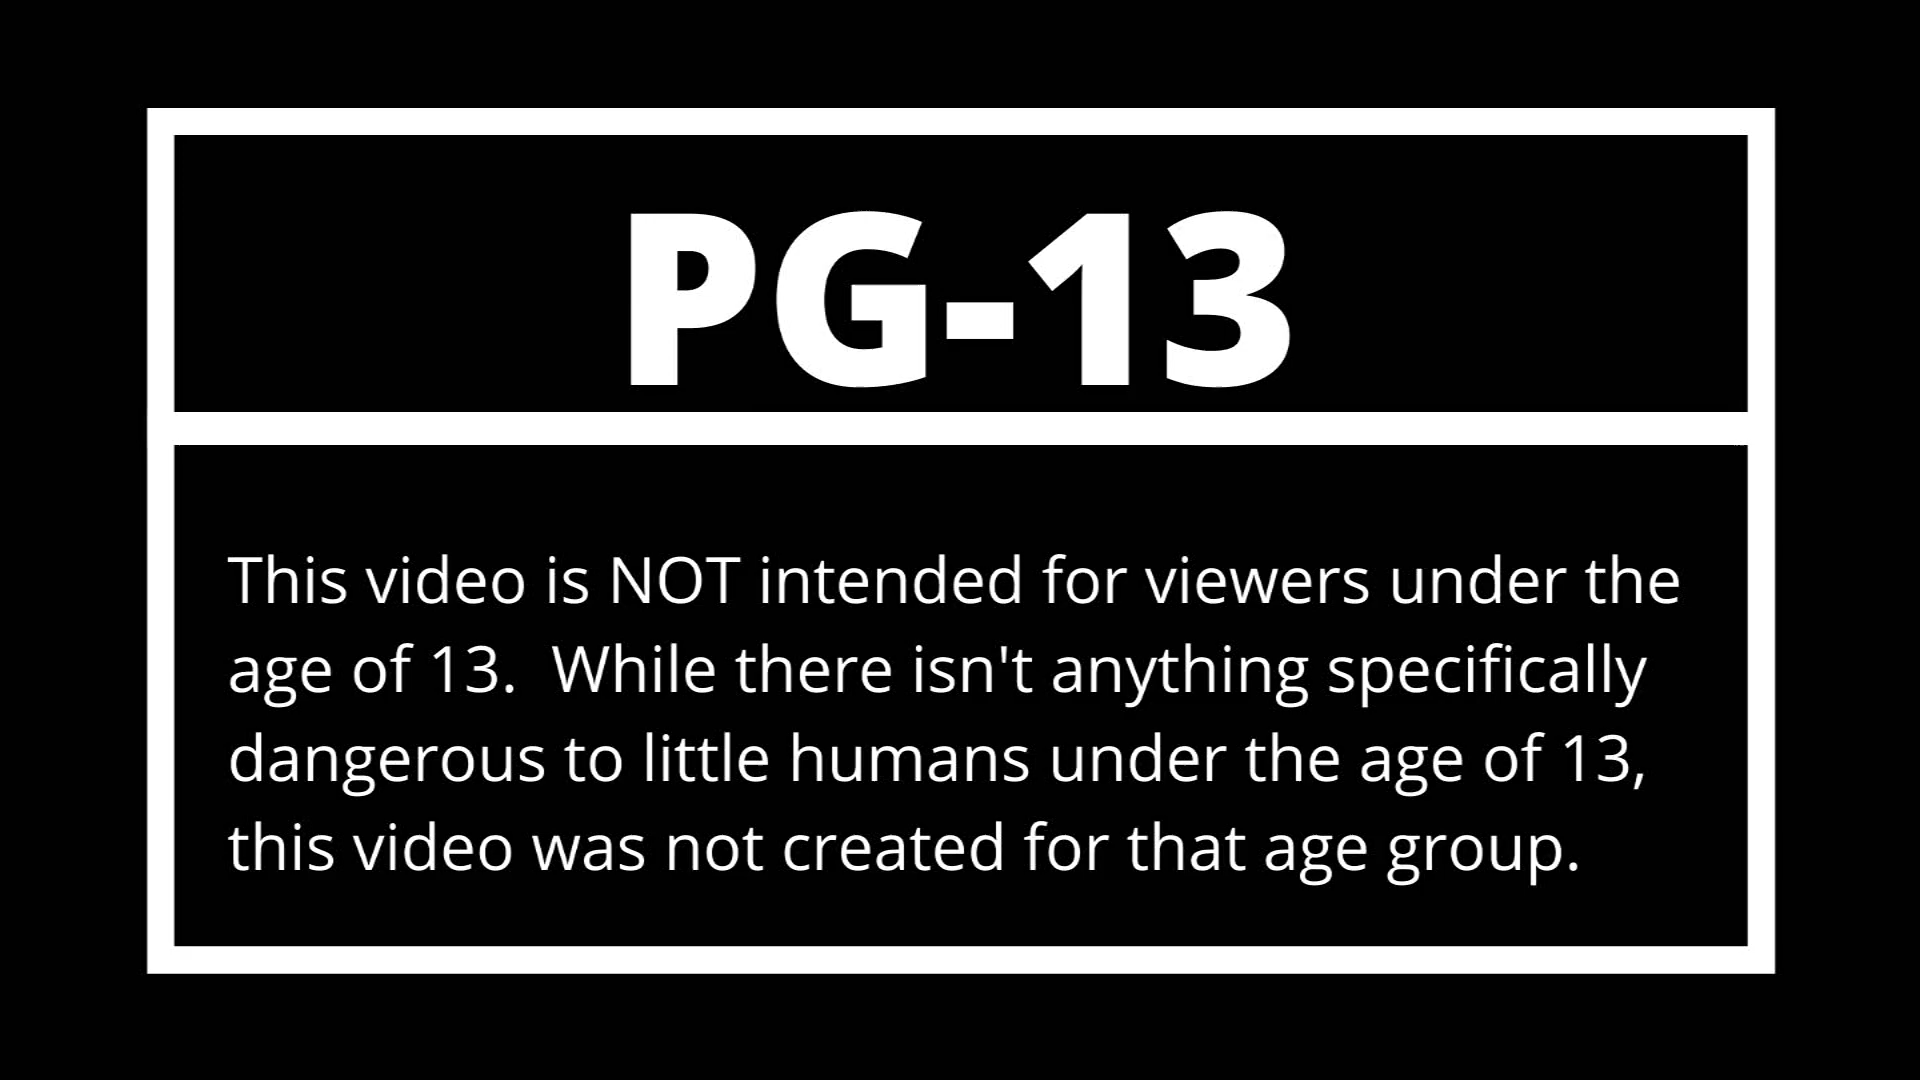 PG-13
This video is NOT intended for viewers under the
age of 13.  While there isn't anything specifically
dangerous to little humans under the age of 13,
this video was not created for that age group.